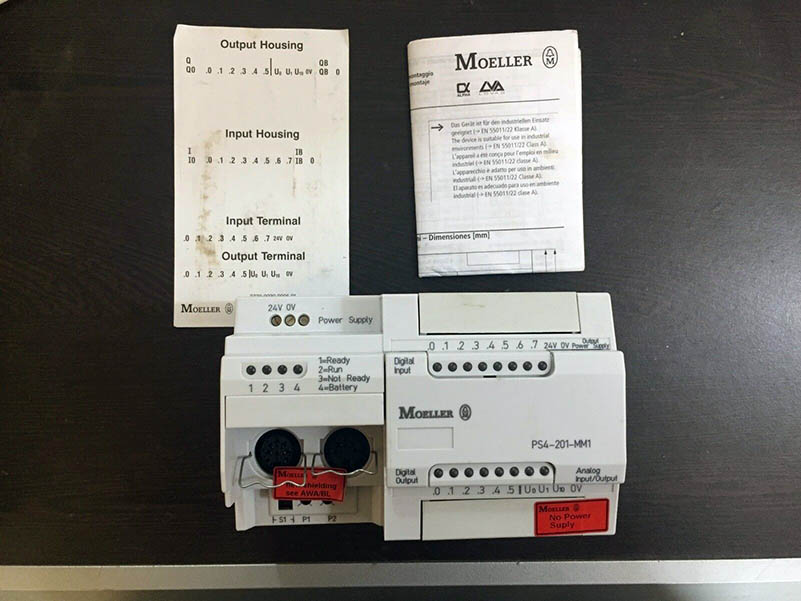 Output Housing
Q QB
Q0 .0 .1 .2 .3 .4 .5 U0 U1 U10 0V QB 0
Input Housing
I IB
I0 .0 .1 .2 .3 .4 .5 .6 .7 IB 0
Input Terminal
.0 .1 .2 .3 .4 .5 .6 .7 24V 0V
Output Terminal
.0 .1 .2 .3 .4 .5 U0 U1 U10 0V
MOELLER
MOELLER
montaggio
montaje
ALPHA
→ Das Gerät ist für den industriellen Einsatz
geeignet (→ EN 55011/22 Klasse A).
The device is suitable for use in industrial
environments (→ EN 55011/22 Class A).
L'appareil a été conçu pour l'emploi en milieu
industriel (→ EN 55011/22 classe A).
L'apparecchio è adatto per uso in ambienti
industriali (→ EN 55011/22 Classe A).
El aparato es adecuado para uso en ambiente
industrial (→ EN 55011/22 clase A).
– Dimensiones [mm]
24V 0V
Power Supply
1=Ready
2=Run
3=Not Ready
4=Battery
1 2 3 4
MOELLER
no shielding
see AWA/BL
S1 P1 P2
.0 .1 .2 .3 .4 .5 .6 .7 24V 0V Output Power Supply
Digital
Input
MOELLER
PS4-201-MM1
Digital
Output
Analog
Input/Output
.0 .1 .2 .3 .4 .5 U0 U1 U10 0V
MOELLER
No Power
Suply